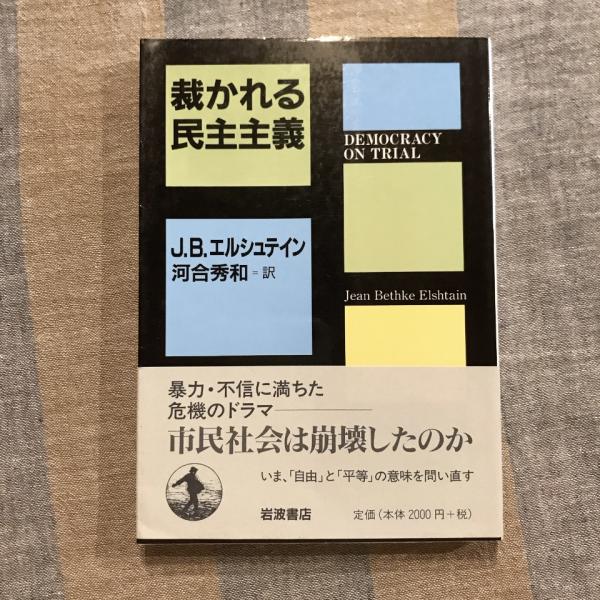 裁かれる
民主主義
DEMOCRACY
ON TRIAL
J.B.エルシュテイン
河合秀和=訳
Jean Bethke Elshtain
暴力・不信に満ちた
危機のドラマ――
市民社会は崩壊したのか
いま、「自由」と「平等」の意味を問い直す
岩波書店
定価(本体2000円+税)